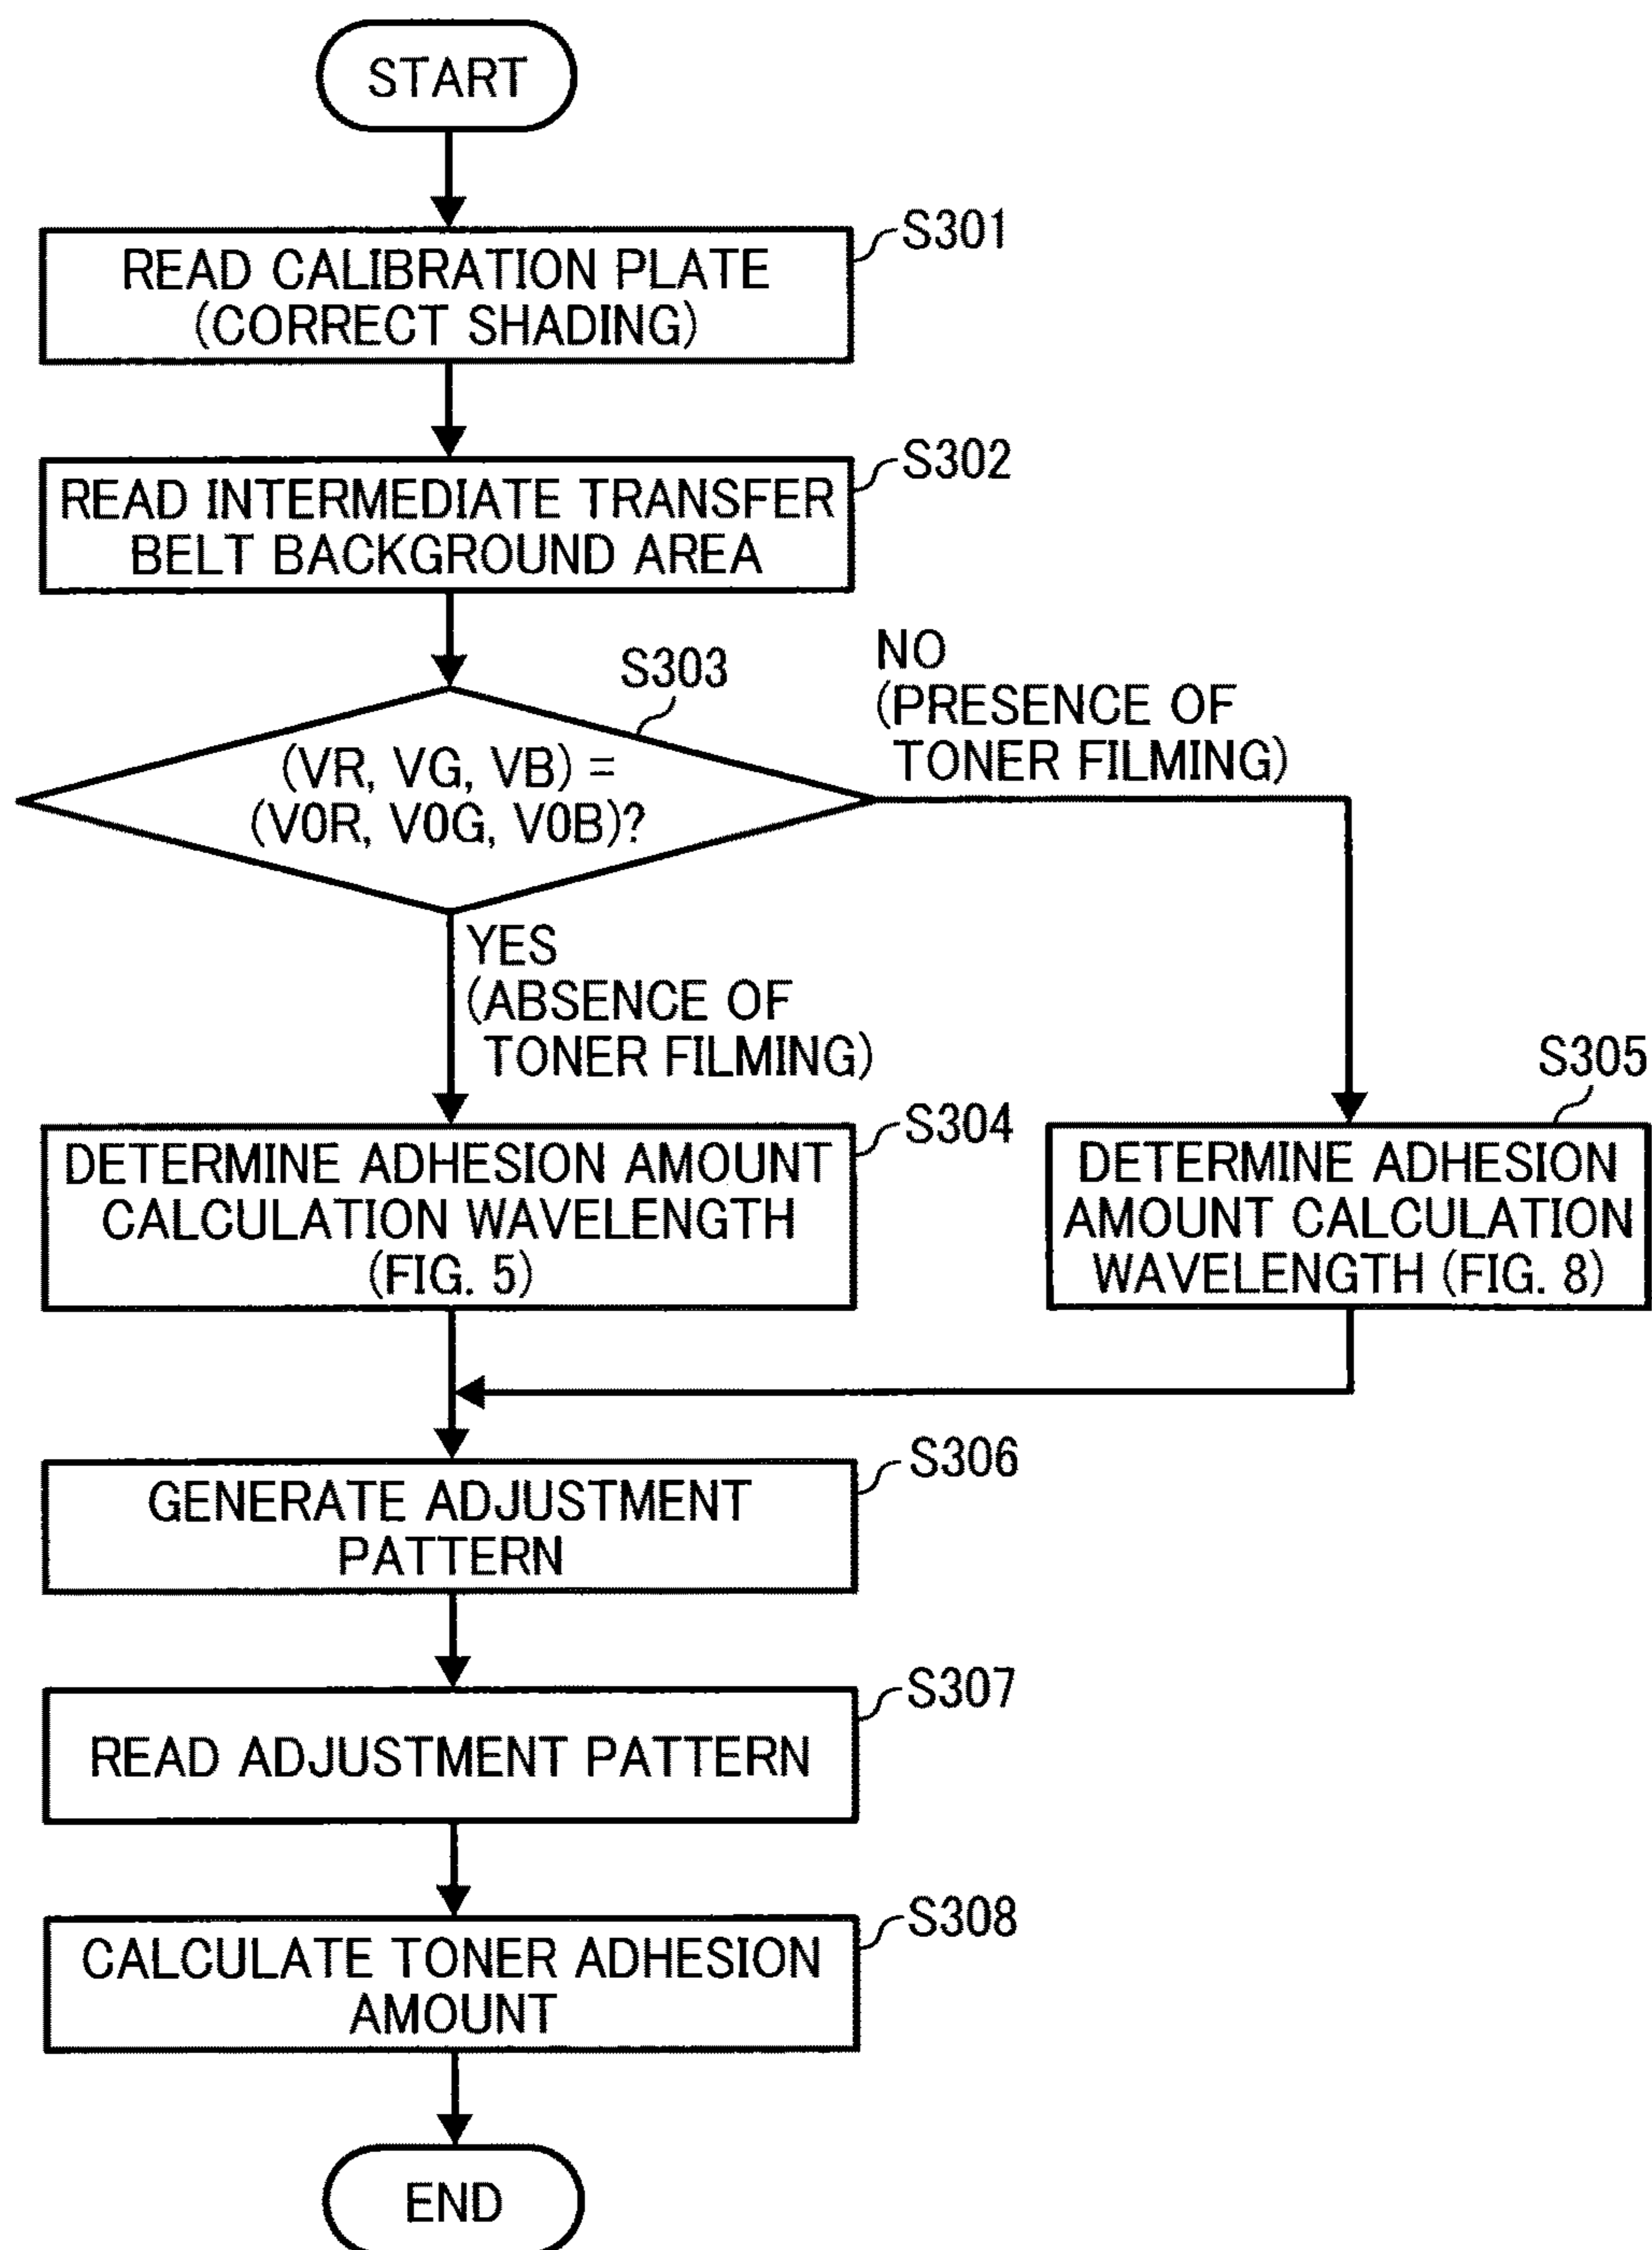 START
S301
READ CALIBRATION PLATE
(CORRECT SHADING)
S302
READ INTERMEDIATE TRANSFER
BELT BACKGROUND AREA
S303
(VR, VG, VB) =
(V0R, V0G, V0B)?
NO
(PRESENCE OF
TONER FILMING)
YES
(ABSENCE OF
TONER FILMING)
S304
DETERMINE ADHESION AMOUNT
CALCULATION WAVELENGTH
(FIG. 5)
S305
DETERMINE ADHESION
AMOUNT CALCULATION
WAVELENGTH (FIG. 8)
S306
GENERATE ADJUSTMENT
PATTERN
S307
READ ADJUSTMENT PATTERN
S308
CALCULATE TONER ADHESION
AMOUNT
END